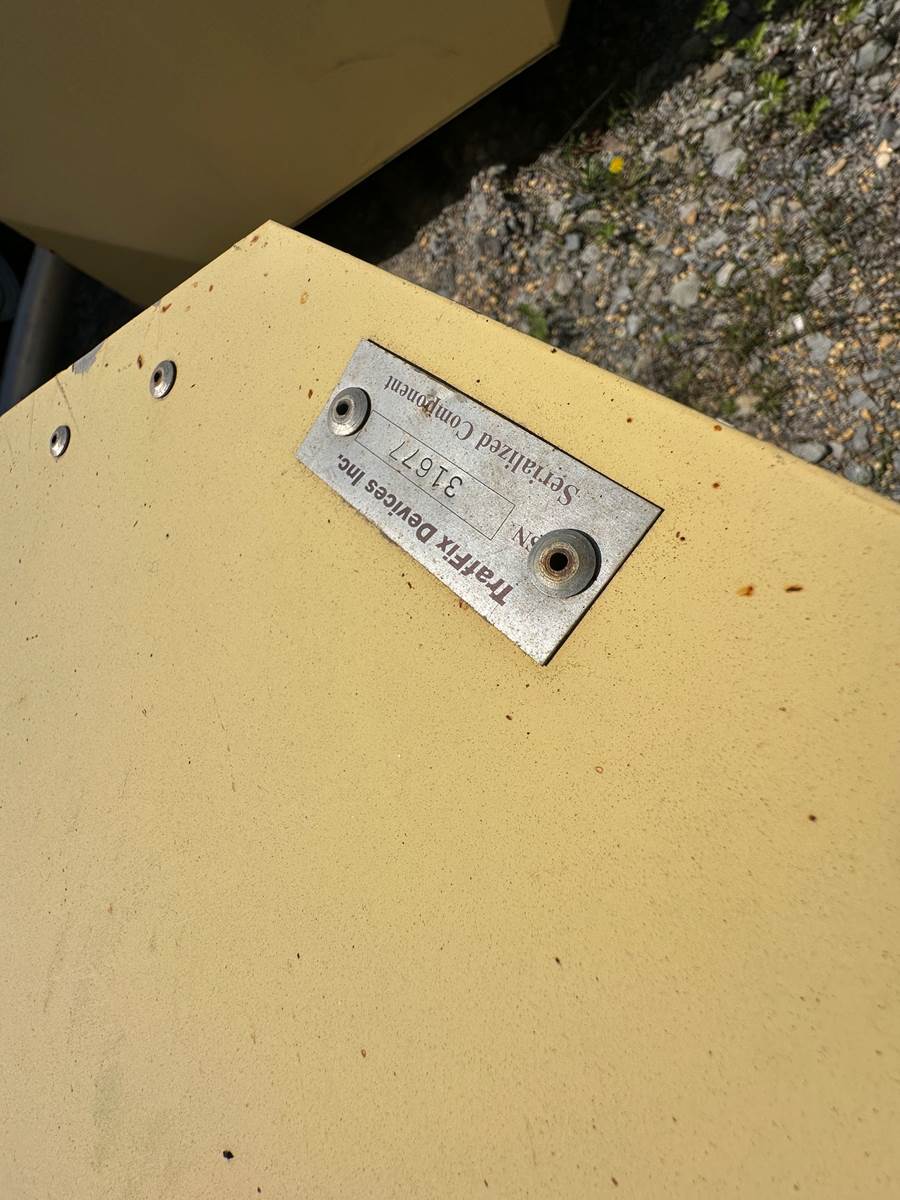 TrafFix Devices Inc.
SN. 31677
Serialized Component